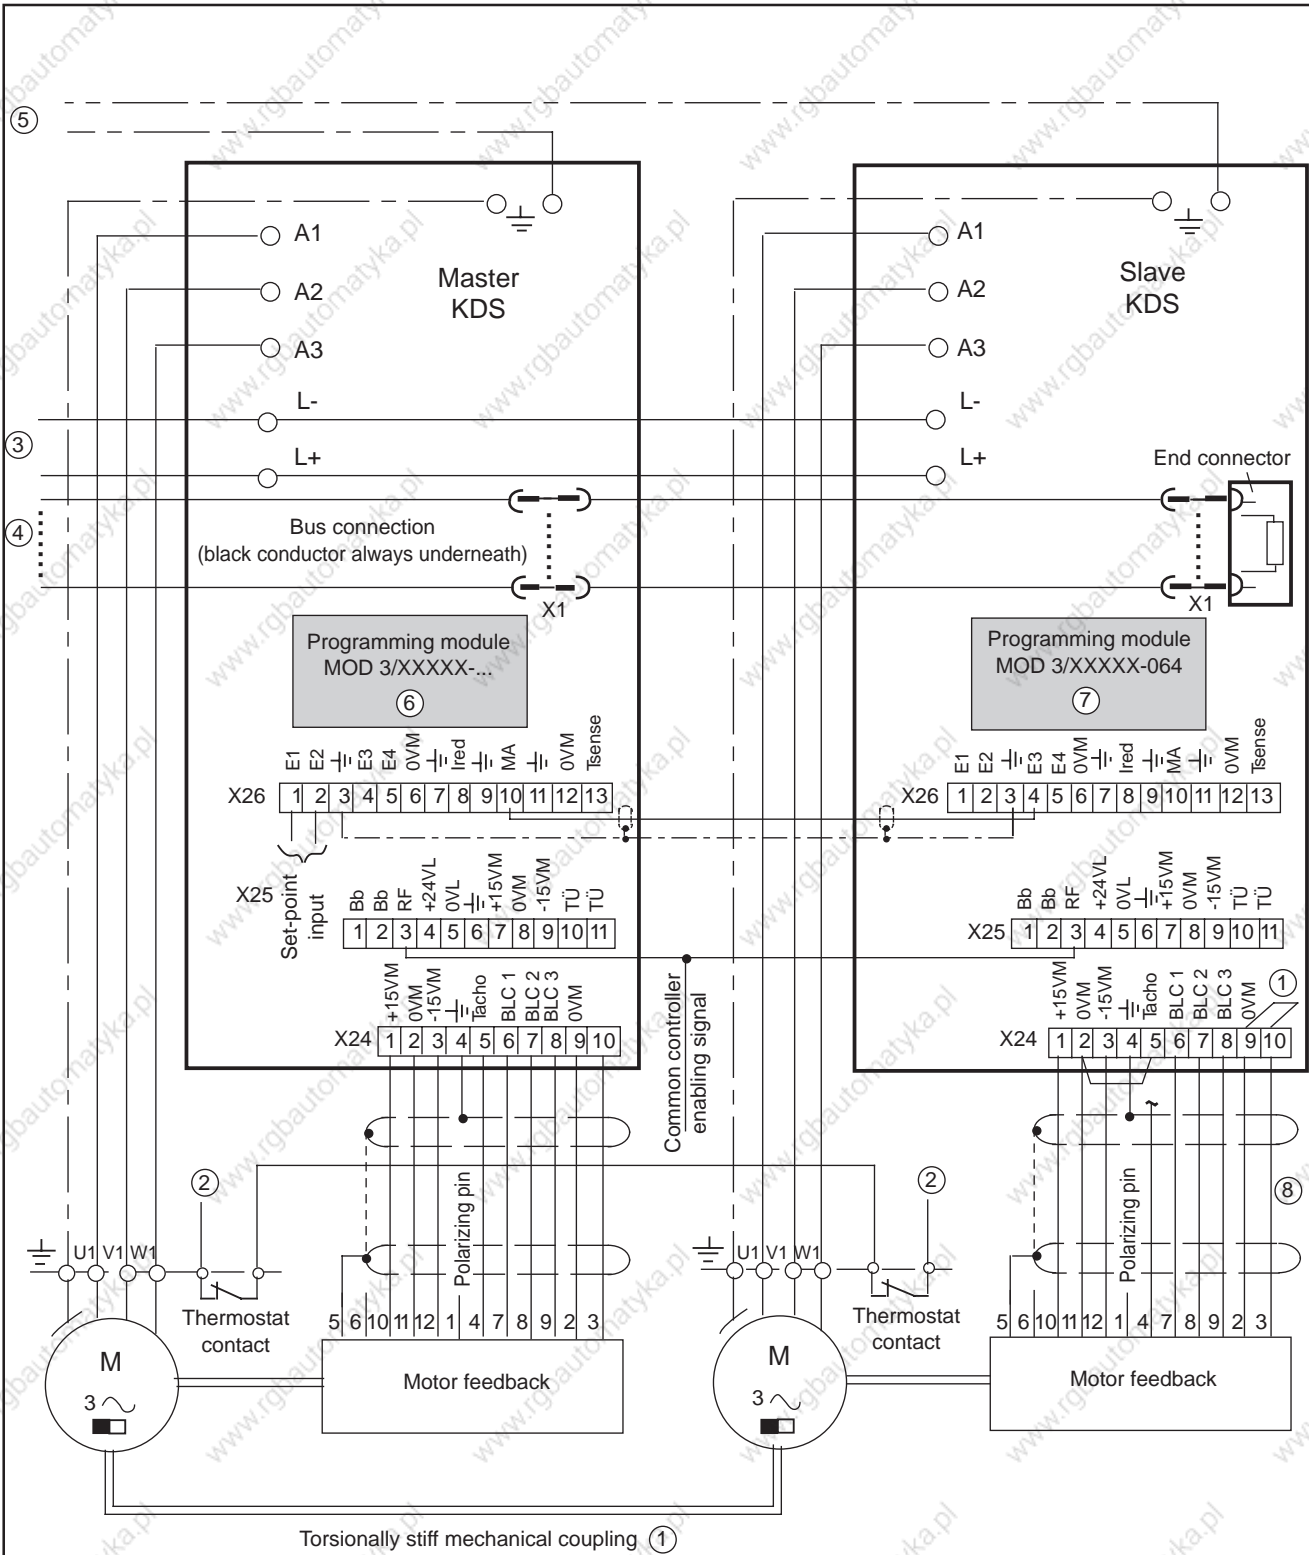 5
A1
A2
A3
Master
KDS
L-
L+
3
4
Bus connection
(black conductor always underneath)
X1
Programming module
MOD 3/XXXXX-...
6
E1 E2 E3 E4 0VM Ired MA 0VM Tsense
X26 1 2 3 4 5 6 7 8 9 10 11 12 13
Set-point
input
Bb Bb RF +24VL 0VL +15VM 0VM -15VM TÜ TÜ
X25 1 2 3 4 5 6 7 8 9 10 11
+15VM 0VM -15VM Tacho BLC 1 BLC 2 BLC 3 0VM
X24 1 2 3 4 5 6 7 8 9 10
Common controller
enabling signal
A1
A2
A3
Slave
KDS
L-
L+
End connector
X1
Programming module
MOD 3/XXXXX-064
7
E1 E2 E3 E4 0VM Ired MA 0VM Tsense
X26 1 2 3 4 5 6 7 8 9 10 11 12 13
Bb Bb RF +24VL 0VL +15VM 0VM -15VM TÜ TÜ
X25 1 2 3 4 5 6 7 8 9 10 11
+15VM 0VM -15VM Tacho BLC 1 BLC 2 BLC 3 0VM
1
X24 1 2 3 4 5 6 7 8 9 10
2
U1 V1 W1
Thermostat
contact
Polarizing pin
5 6 10 11 12 1 4 7 8 9 2 3
M
3
Motor feedback
2
8
U1 V1 W1
Thermostat
contact
Polarizing pin
5 6 10 11 12 1 4 7 8 9 2 3
M
3
Motor feedback
Torsionally stiff mechanical coupling 1
www.rgbautomatyka.pl